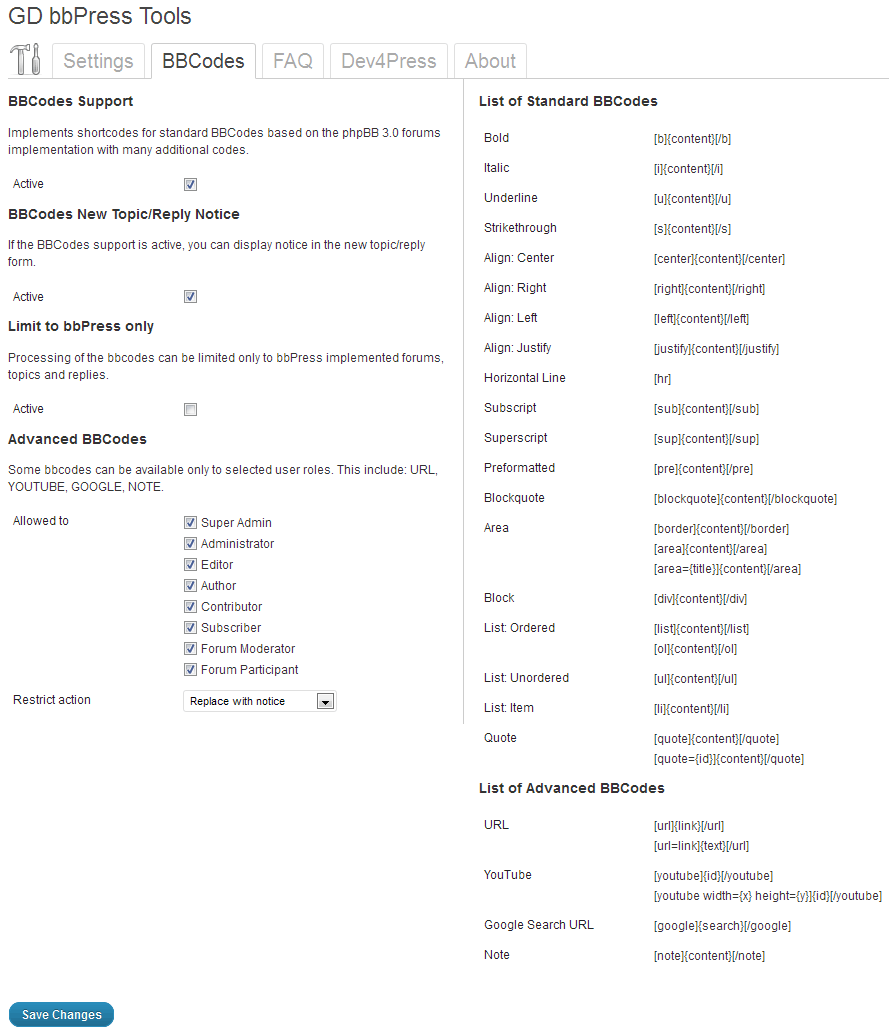 GD bbPress Tools
Settings
BBCodes
FAQ
Dev4Press
About
BBCodes Support
Implements shortcodes for standard BBCodes based on the phpBB 3.0 forums
implementation with many additional codes.
Active
BBCodes New Topic/Reply Notice
If the BBCodes support is active, you can display notice in the new topic/reply
form.
Active
Limit to bbPress only
Processing of the bbcodes can be limited only to bbPress implemented forums,
topics and replies.
Active
Advanced BBCodes
Some bbcodes can be available only to selected user roles. This include: URL,
YOUTUBE, GOOGLE, NOTE.
Allowed to
Super Admin
Administrator
Editor
Author
Contributor
Subscriber
Forum Moderator
Forum Participant
Restrict action
Replace with notice
List of Standard BBCodes
Bold [b]{content}[/b]
Italic [i]{content}[/i]
Underline [u]{content}[/u]
Strikethrough [s]{content}[/s]
Align: Center [center]{content}[/center]
Align: Right [right]{content}[/right]
Align: Left [left]{content}[/left]
Align: Justify [justify]{content}[/justify]
Horizontal Line [hr]
Subscript [sub]{content}[/sub]
Superscript [sup]{content}[/sup]
Preformatted [pre]{content}[/pre]
Blockquote [blockquote]{content}[/blockquote]
Area [border]{content}[/border]
[area]{content}[/area]
[area={title}]{content}[/area]
Block [div]{content}[/div]
List: Ordered [list]{content}[/list]
[ol]{content}[/ol]
List: Unordered [ul]{content}[/ul]
List: Item [li]{content}[/li]
Quote [quote]{content}[/quote]
[quote={id}]{content}[/quote]
List of Advanced BBCodes
URL [url]{link}[/url]
[url=link]{text}[/url]
YouTube [youtube]{id}[/youtube]
[youtube width={x} height={y}]{id}[/youtube]
Google Search URL [google]{search}[/google]
Note [note]{content}[/note]
Save Changes